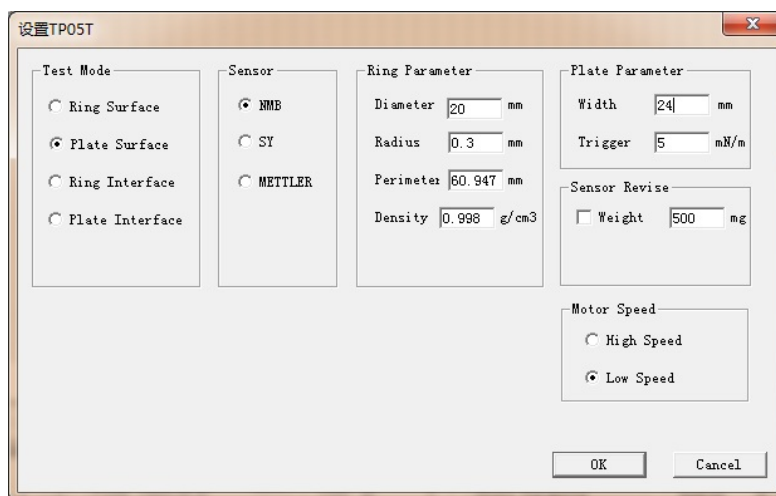 设置TP05T
Test Mode
Ring Surface
Plate Surface
Ring Interface
Plate Interface
Sensor
NMB
SY
METTLER
Ring Parameter
Diameter 20 mm
Radius 0.3 mm
Perimeter 60.947 mm
Density 0.998 g/cm3
Plate Parameter
Width 24 mm
Trigger 5 mN/m
Sensor Revise
Weight 500 mg
Motor Speed
High Speed
Low Speed
OK
Cancel